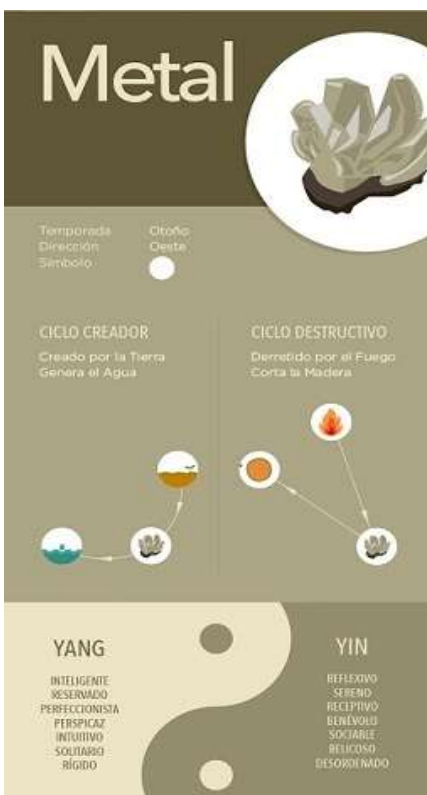 Metal
Temporada Otoño
Dirección Oeste
Símbolo
CICLO CREADOR
Creado por la Tierra
Genera el Agua
CICLO DESTRUCTIVO
Derretido por el Fuego
Corta la Madera
YANG
INTELIGENTE
RESERVADO
PERFECCIONISTA
PERSPICAZ
INTUITIVO
SOLITARIO
RÍGIDO
YIN
REFLEXIVO
SERENO
RECEPTIVO
BENÉVOLO
SOCIABLE
BELICOSO
DESORDENADO